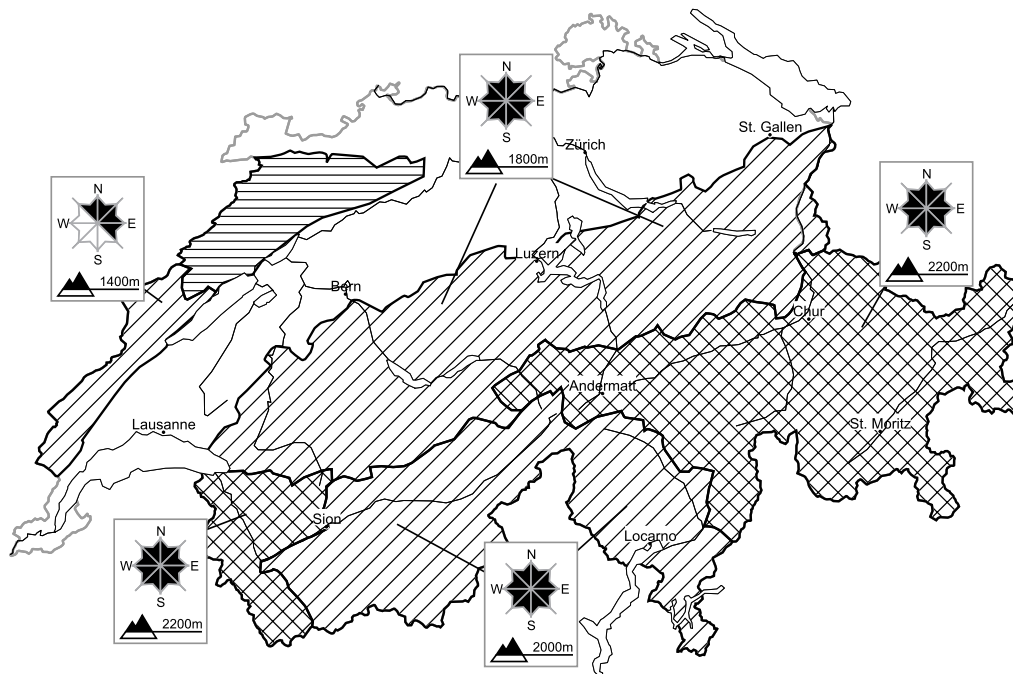 N
W E
S
1800m
Zürich
St. Gallen
N
W E
S
2200m
N
W E
S
1400m
Luzern
Bern
Chur
Andermatt
St. Moritz
Lausanne
Sion
Locarno
N
W E
S
2200m
N
W E
S
2000m